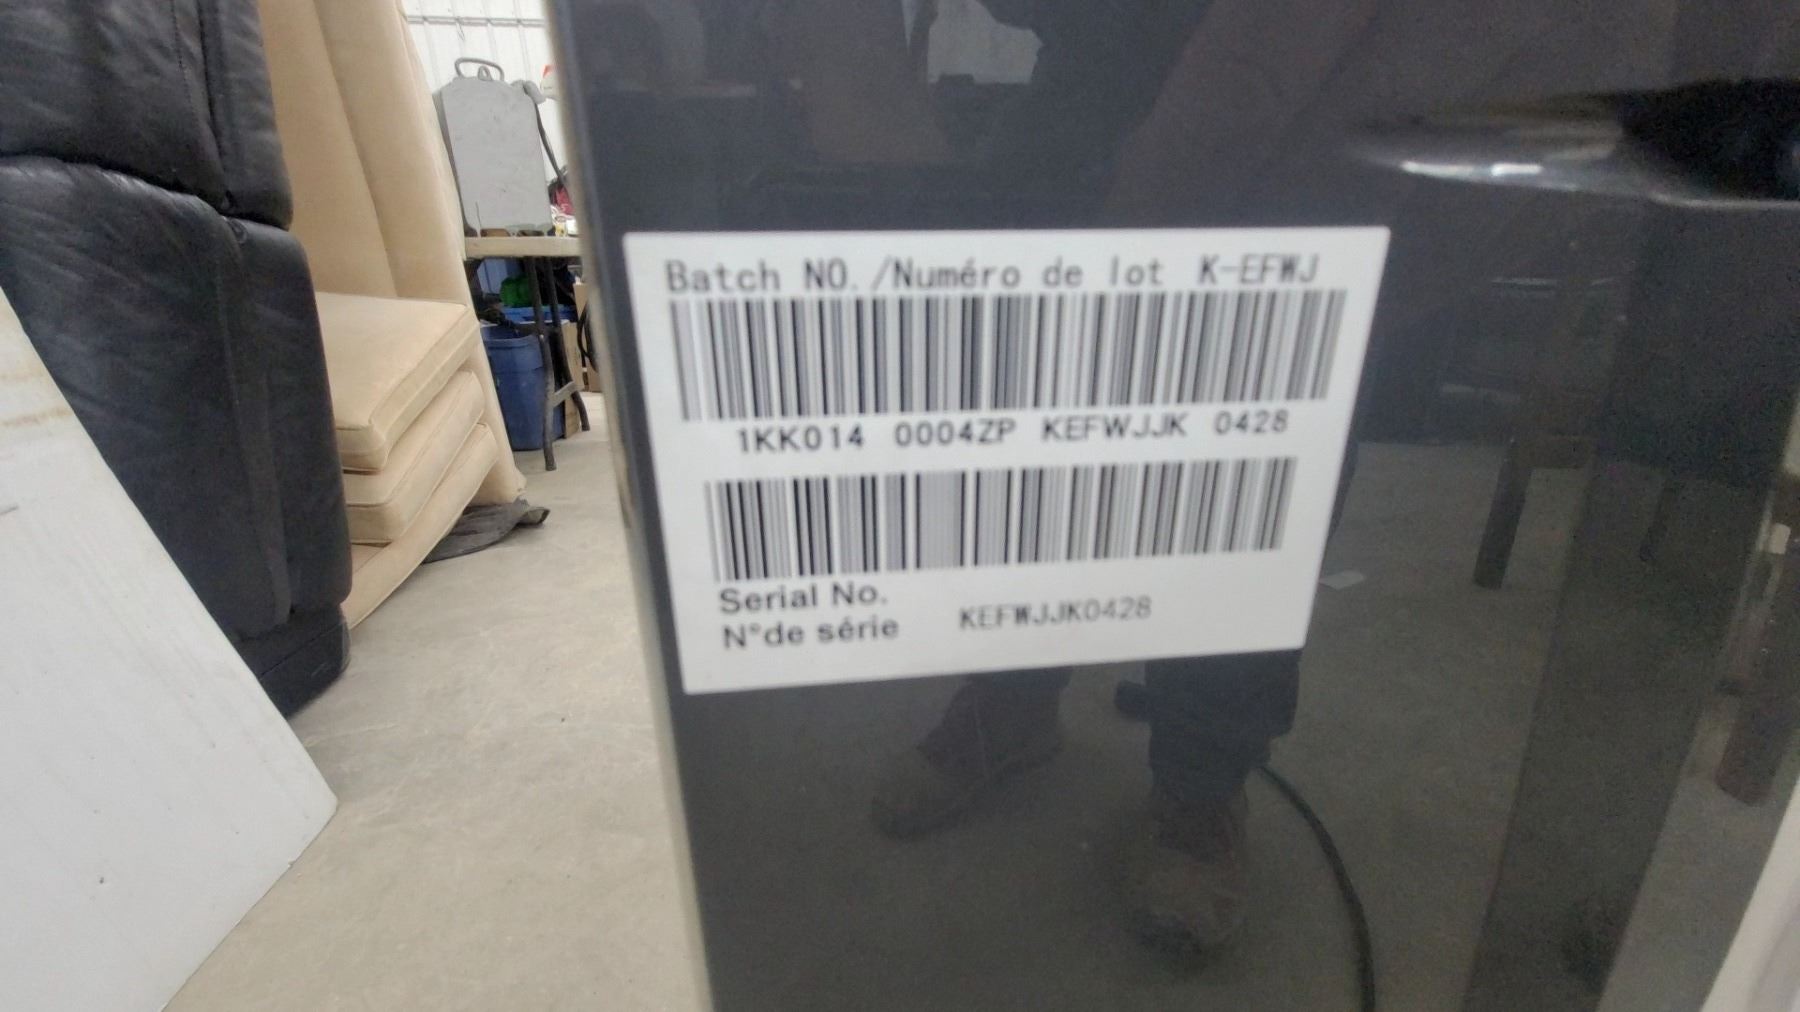 Batch NO./Numéro de lot K-EFWJ
1KK014 0004ZP KEFWJJK 0428
Serial No.
N°de série KEFWJJK0428